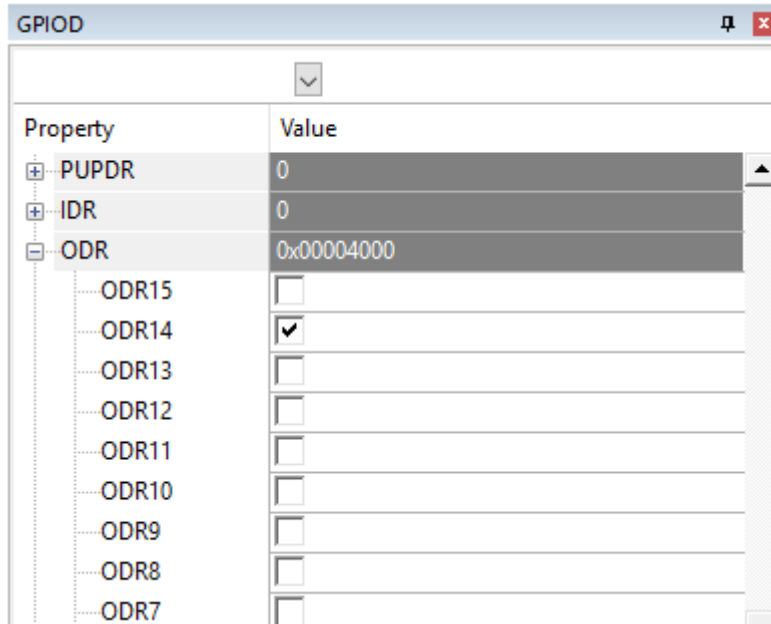 GPIOD
Property Value
PUPDR 0
IDR 0
ODR 0x00004000
ODR15
ODR14
ODR13
ODR12
ODR11
ODR10
ODR9
ODR8
ODR7